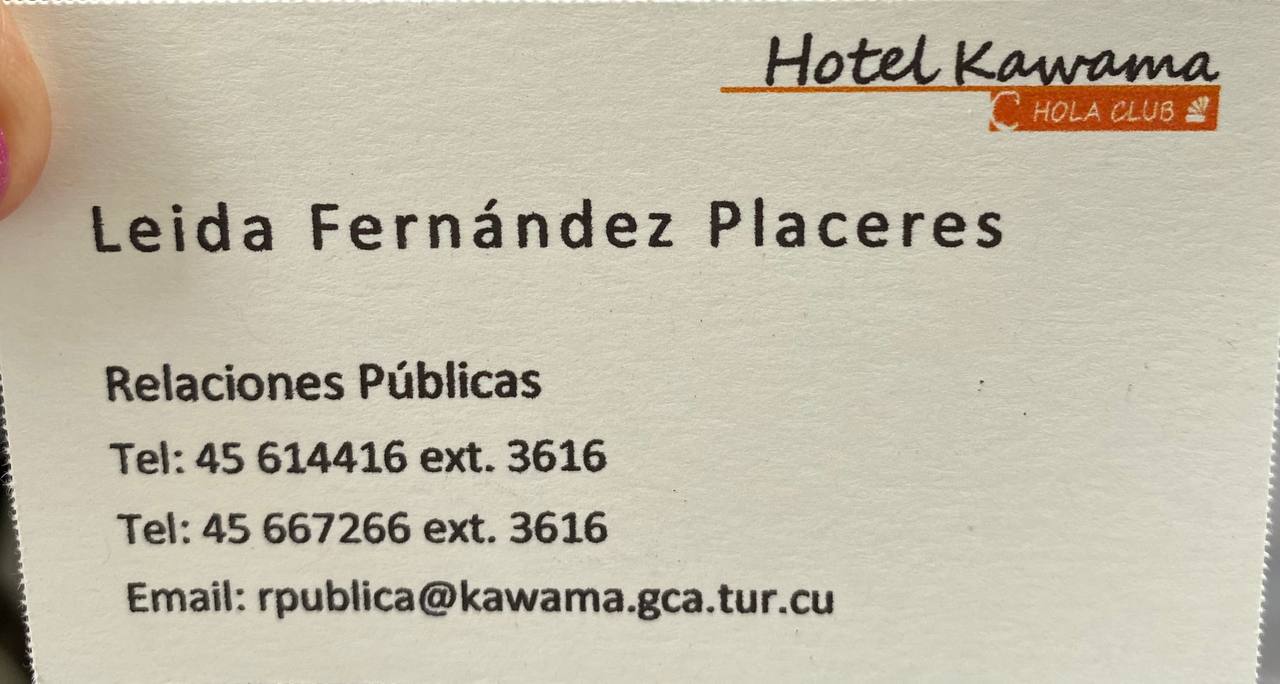 Hotel Kawama
HOLA CLUB
Leida Fernández Placeres
Relaciones Públicas
Tel: 45 614416 ext. 3616
Tel: 45 667266 ext. 3616
Email: rpublica@kawama.gca.tur.cu